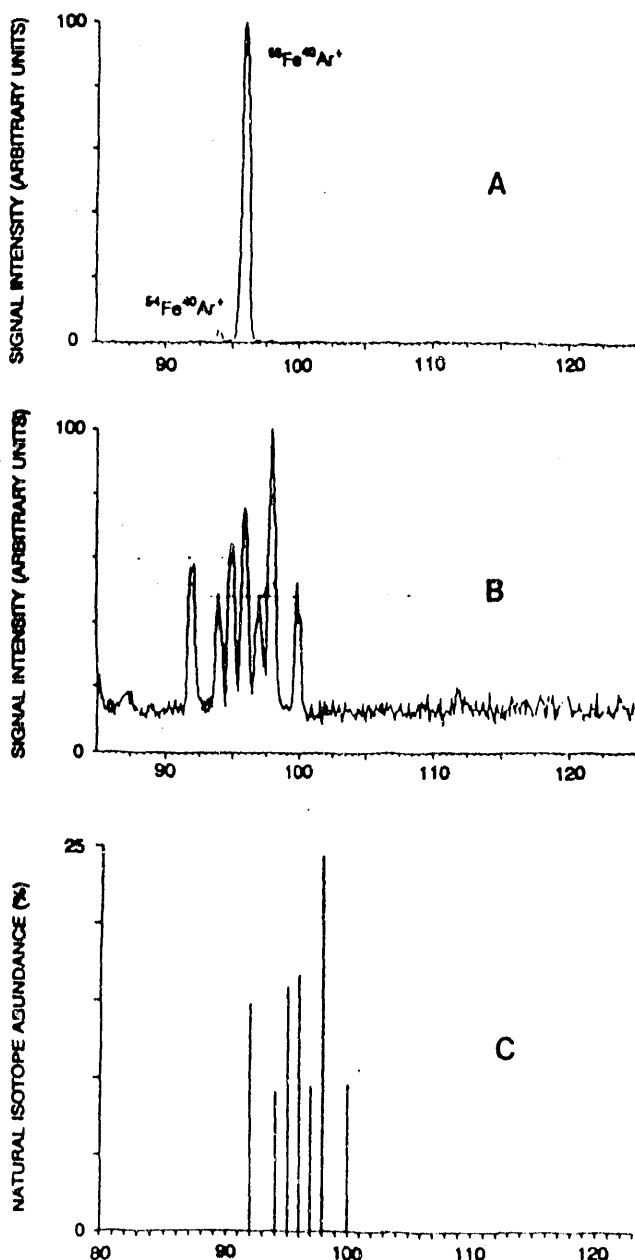 SIGNAL INTENSITY (ARBITRARY UNITS)
100
⁵⁶Fe⁴⁰Ar⁺
A
⁵⁴Fe⁴⁰Ar⁺
0
90 100 110 120
SIGNAL INTENSITY (ARBITRARY UNITS)
100
B
0
90 100 110 120
NATURAL ISOTOPE ABUNDANCE (%)
25
C
0
80 90 100 110 120